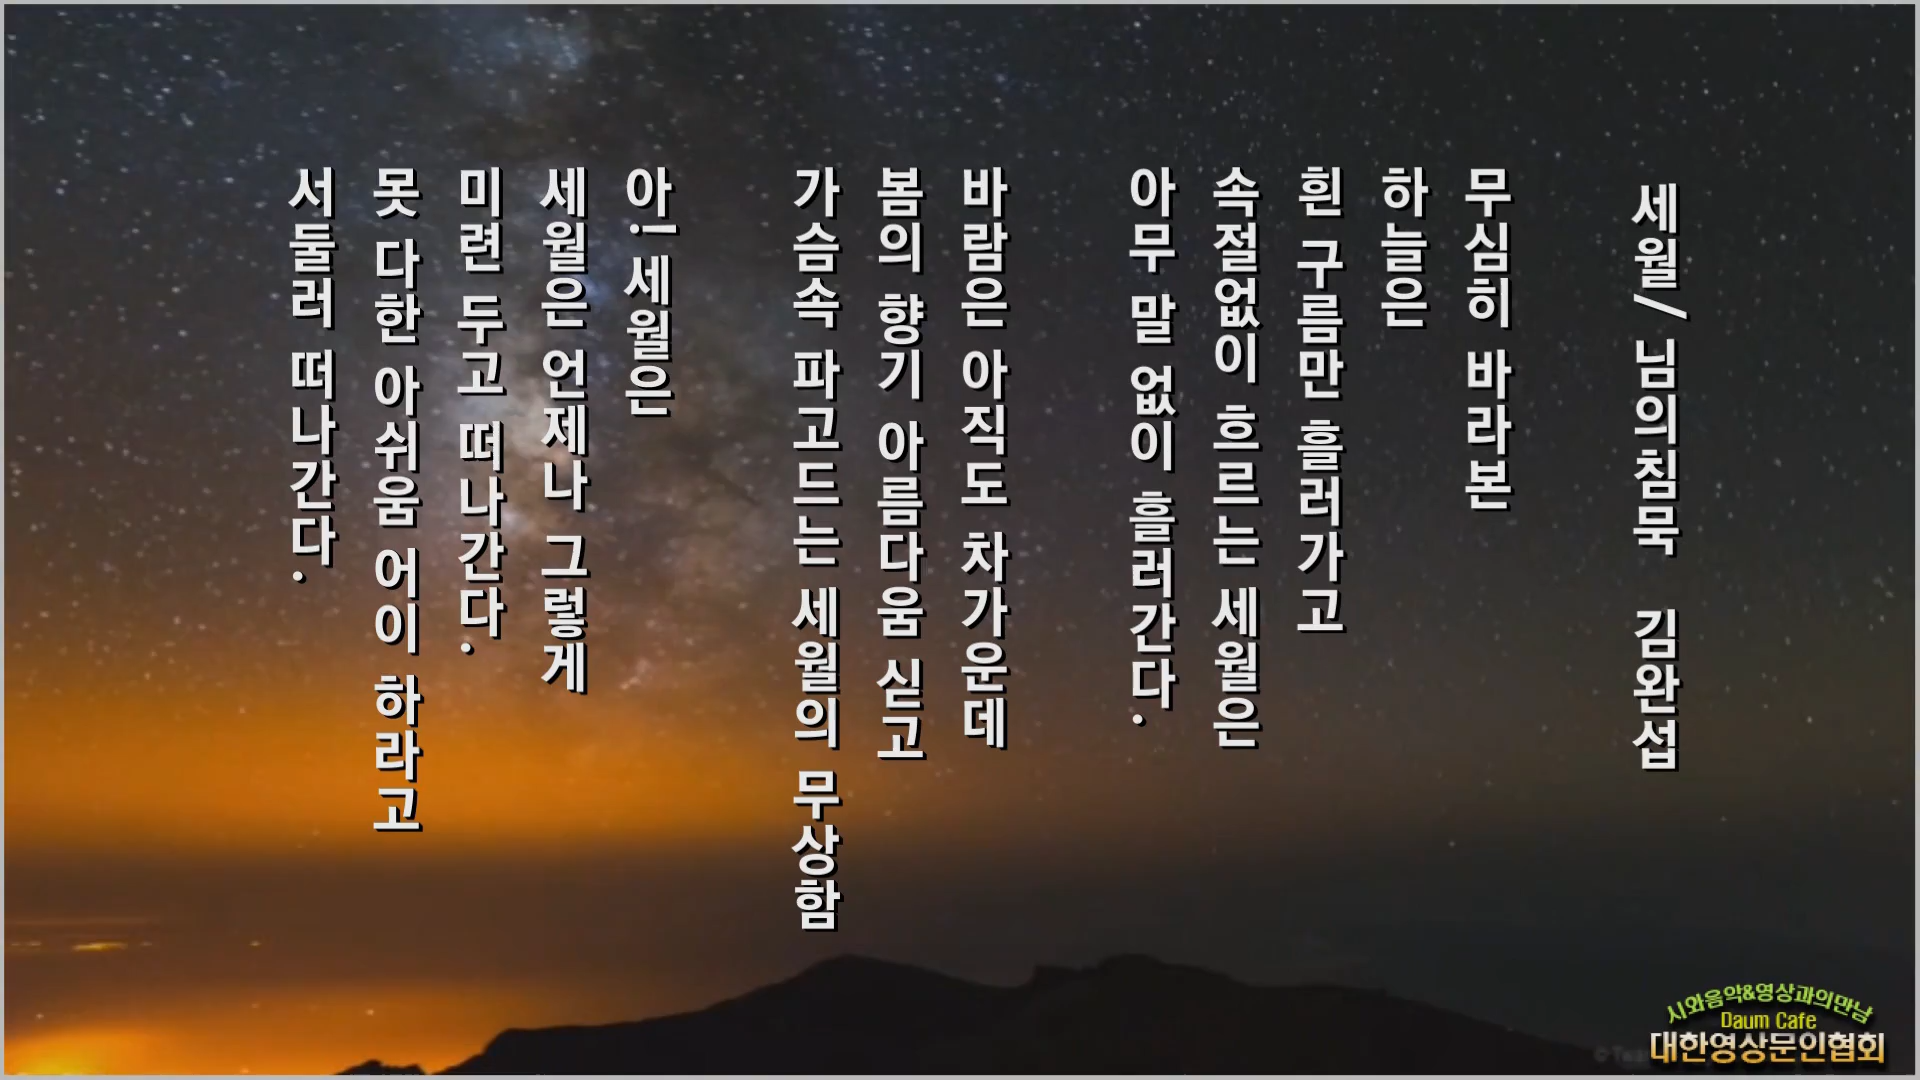 세월/ 님의침묵 김완섭
무심히 바라본
하늘은
흰 구름만 흘러가고
속절없이 흐르는 세월은
아무 말 없이 흘러간다.
바람은 아직도 차가운데
봄의 향기 아름다움 싣고
가슴속 파고드는 세월의 무상함
아! 세월은
세월은 언제나 그렇게
미련 두고 떠나간다.
못 다한 아쉬움 어이 하라고
서둘러 떠나간다.
시와음악&영상과의만남
Daum Cafe
대한영상문인협회